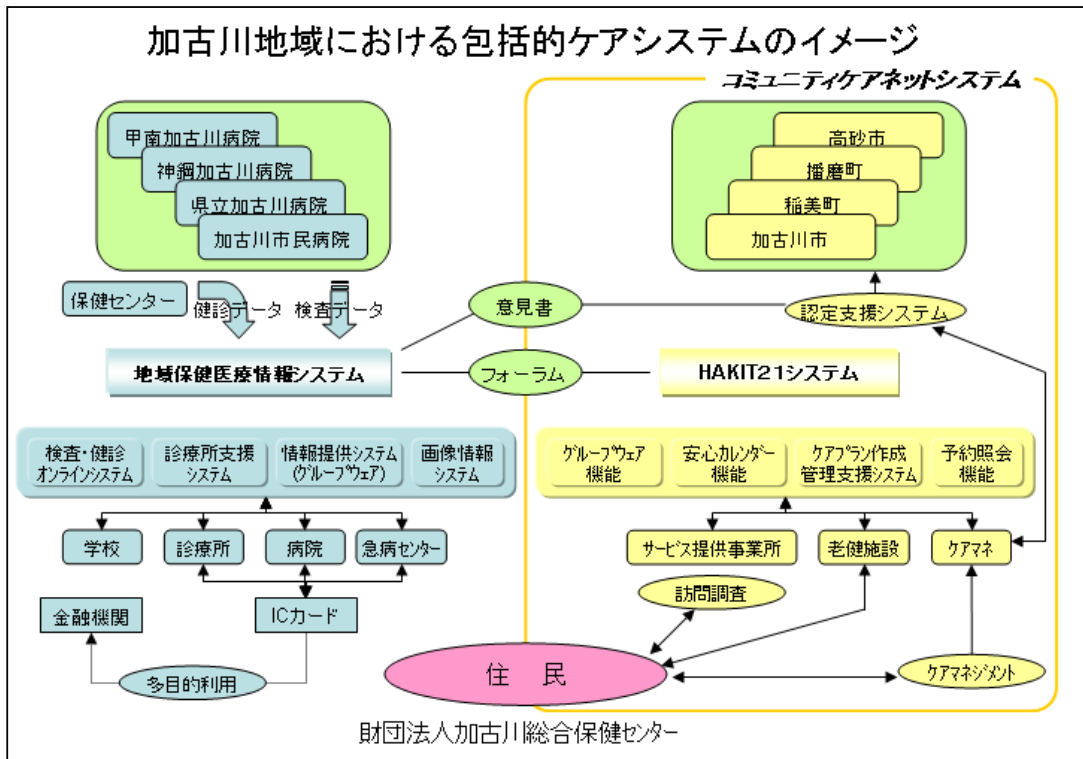 加古川地域における包括的ケアシステムのイメージ
コミュニティケアネットシステム
甲南加古川病院
神鋼加古川病院
県立加古川病院
加古川市民病院
高砂市
播磨町
稲美町
加古川市
保健センター
健診データ
検査データ
意見書
認定支援システム
地域保健医療情報システム
フォーラム
HAKIT21システム
検査・健診
オンラインシステム
診療所支援
システム
情報提供システム
(グループウェア)
画像情報
システム
グループウェア
機能
安心カレンダー
機能
ケアプラン作成
管理支援システム
予約照会
機能
学校
診療所
病院
急病センター
サービス提供事業所
老健施設
ケアマネ
訪問調査
金融機関
ICカード
多目的利用
住 民
ケアマネジメント
財団法人加古川総合保健センター